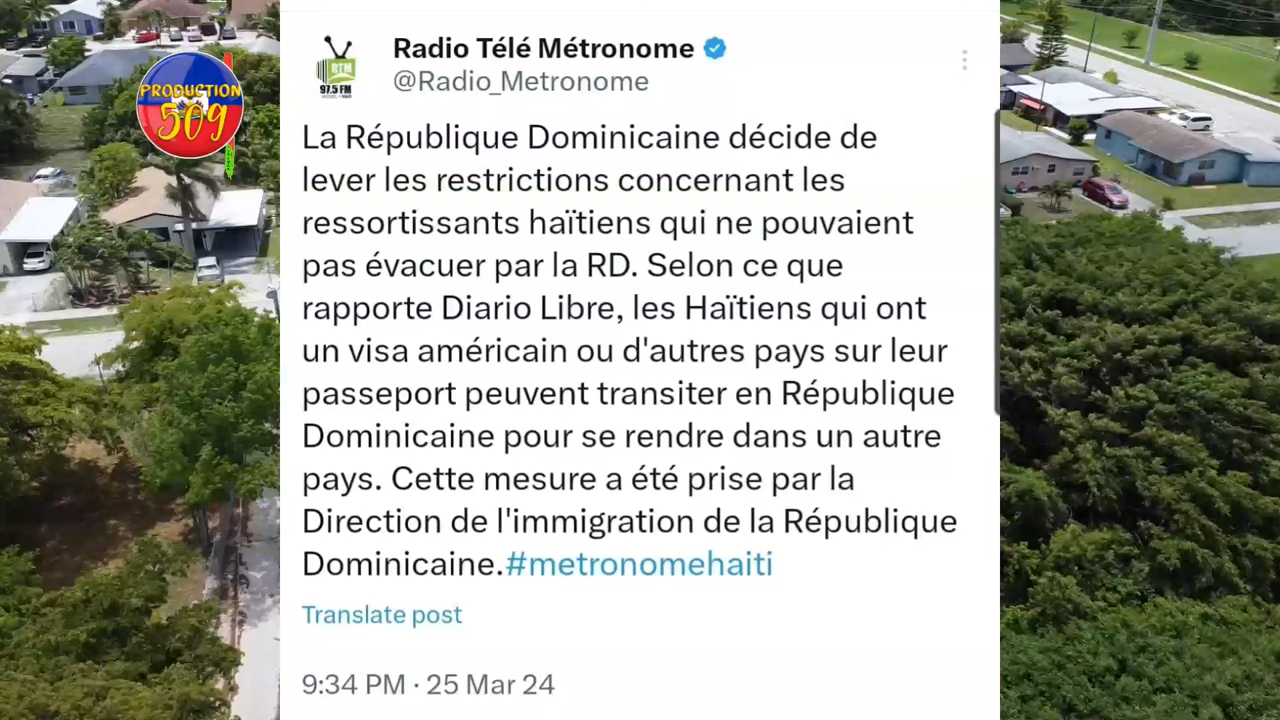 PRODUCTION
509
RTM
97.5 FM
Radio Télé Métronome
@Radio_Metronome
La République Dominicaine décide de
lever les restrictions concernant les
ressortissants haïtiens qui ne pouvaient
pas évacuer par la RD. Selon ce que
rapporte Diario Libre, les Haïtiens qui ont
un visa américain ou d'autres pays sur leur
passeport peuvent transiter en République
Dominicaine pour se rendre dans un autre
pays. Cette mesure a été prise par la
Direction de l'immigration de la République
Dominicaine.#metronomehaiti
Translate post
9:34 PM · 25 Mar 24